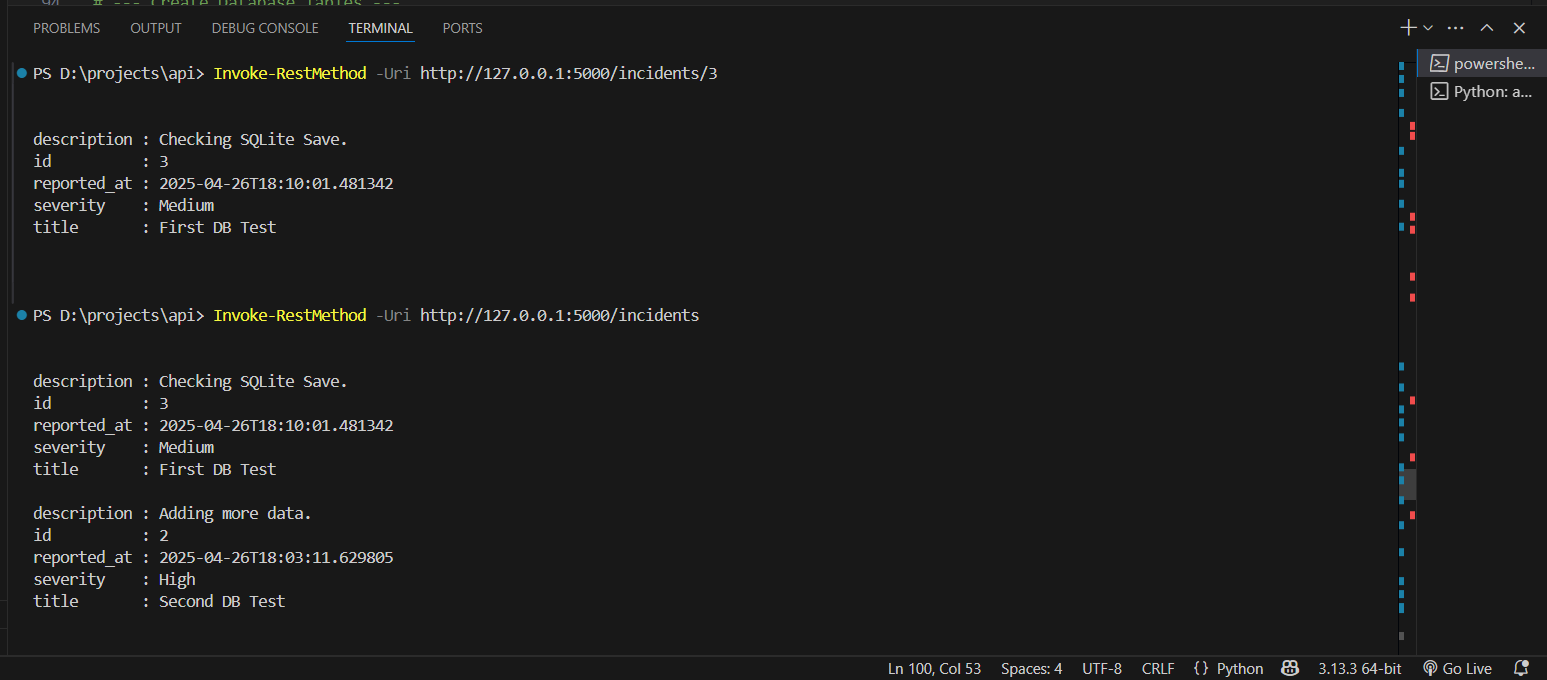 94 # --- Create Database Tables ---
PROBLEMS OUTPUT DEBUG CONSOLE TERMINAL PORTS
powershe...
Python: a...
PS D:\projects\api> Invoke-RestMethod -Uri http://127.0.0.1:5000/incidents/3
description : Checking SQLite Save.
id : 3
reported_at : 2025-04-26T18:10:01.481342
severity : Medium
title : First DB Test
PS D:\projects\api> Invoke-RestMethod -Uri http://127.0.0.1:5000/incidents
description : Checking SQLite Save.
id : 3
reported_at : 2025-04-26T18:10:01.481342
severity : Medium
title : First DB Test
description : Adding more data.
id : 2
reported_at : 2025-04-26T18:03:11.629805
severity : High
title : Second DB Test
Ln 100, Col 53 Spaces: 4 UTF-8 CRLF {} Python 3.13.3 64-bit Go Live